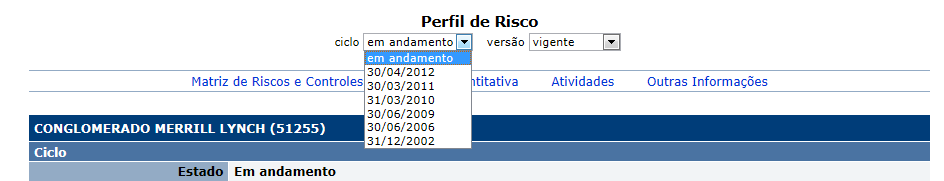 Perfil de Risco
ciclo em andamento versão vigente
em andamento
30/04/2012
30/03/2011
31/03/2010
30/06/2009
30/06/2006
31/12/2002
Matriz de Riscos e Controles ntitativa Atividades Outras Informações
CONGLOMERADO MERRILL LYNCH (51255)
Ciclo
Estado Em andamento